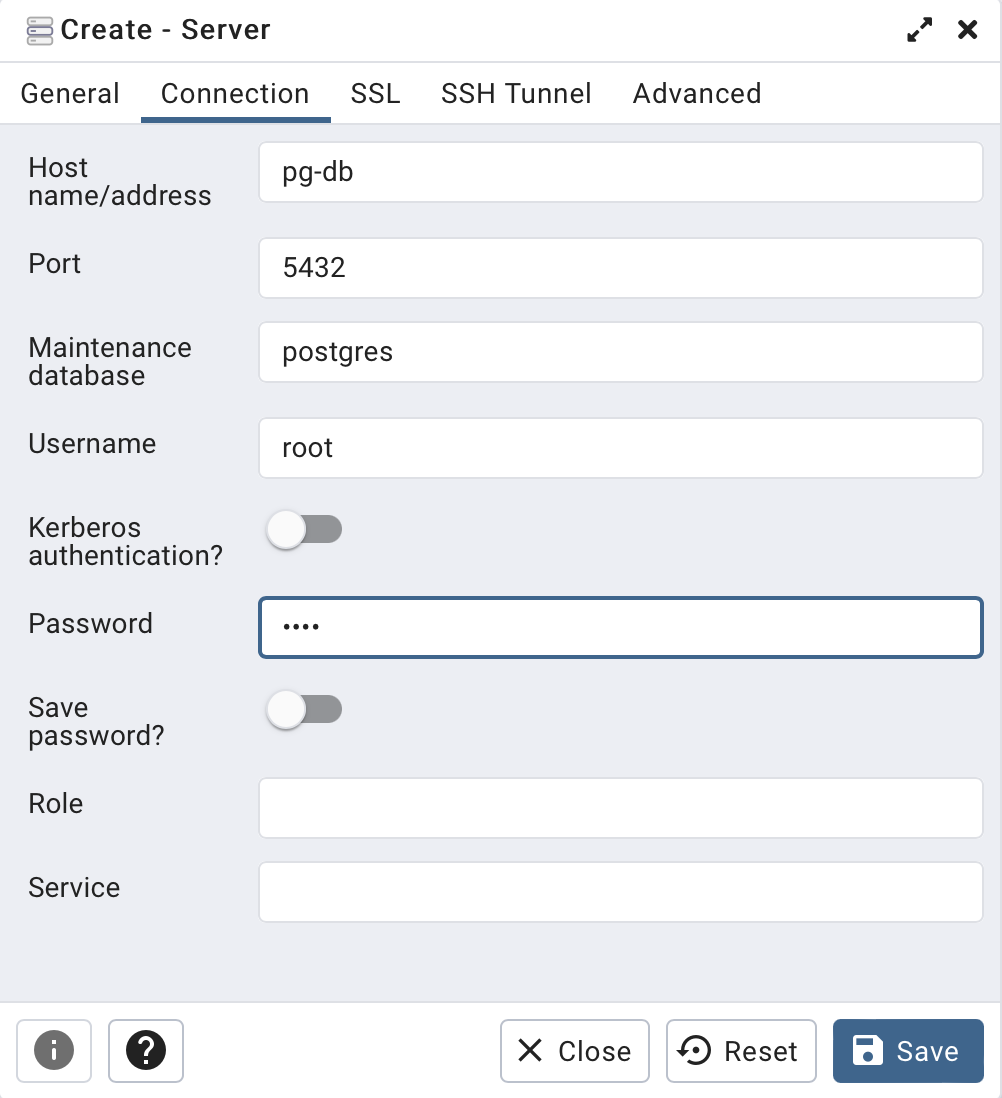 Create - Server
General Connection SSL SSH Tunnel Advanced
Host
name/address
pg-db
Port
5432
Maintenance
database
postgres
Username
root
Kerberos
authentication?
Password
••••
Save
password?
Role
Service
Close Reset Save